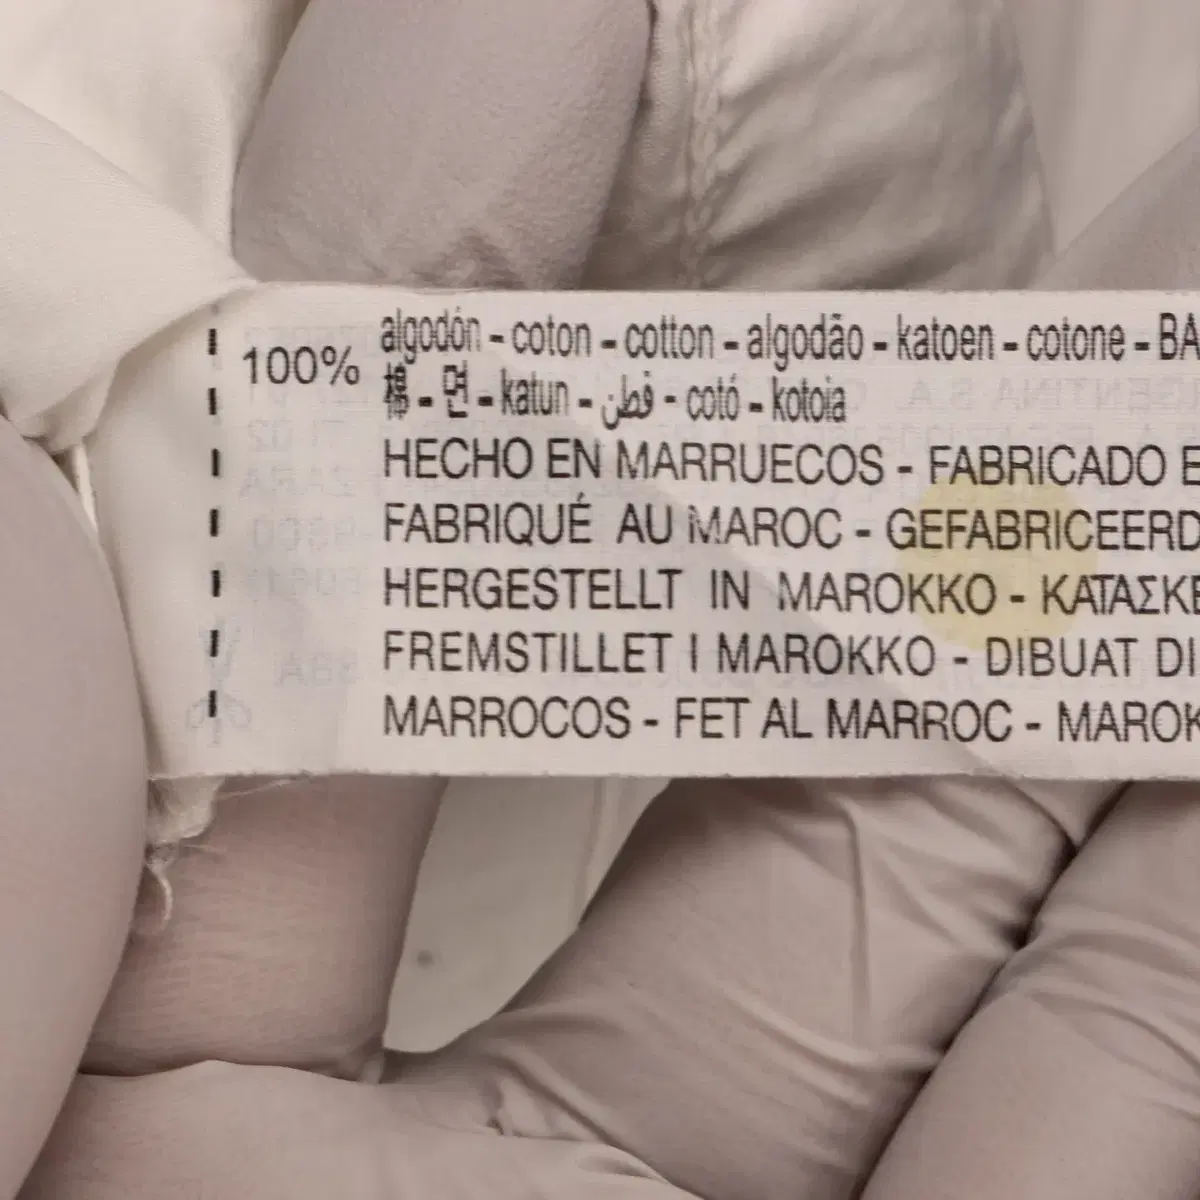 100% algodón - coton - cotton - algodão - katoen - cotone - BA
棉 - 면 - katun - قطن - cotó - kotoia
HECHO EN MARRUECOS - FABRICADO E
FABRIQUÉ AU MAROC - GEFABRICEERD
HERGESTELLT IN MAROKKO - ΚΑΤΑΣΚΕ
FREMSTILLET I MAROKKO - DIBUAT DI
MARROCOS - FET AL MARROC - MAROK